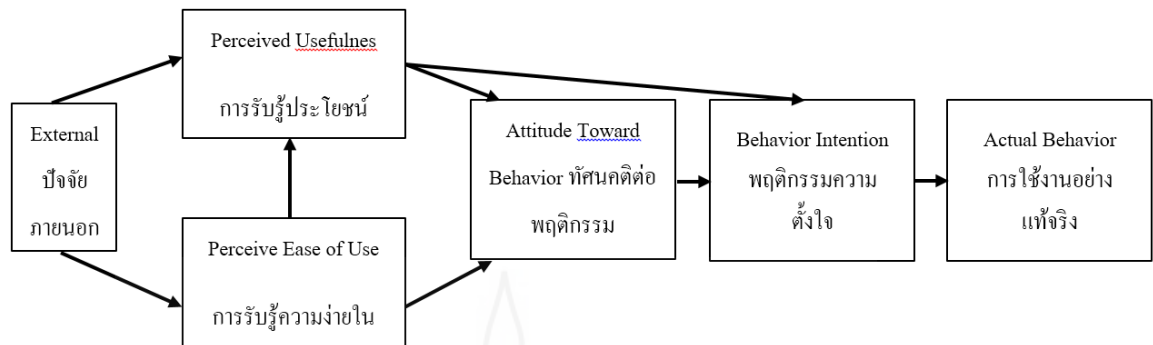 External
ปัจจัย
ภายนอก
Perceived Usefulnes
การรับรู้ประโยชน์
Perceive Ease of Use
การรับรู้ความง่ายใน
Attitude Toward
Behavior ทัศนคติต่อ
พฤติกรรม
Behavior Intention
พฤติกรรมความ
ตั้งใจ
Actual Behavior
การใช้งานอย่าง
แท้จริง